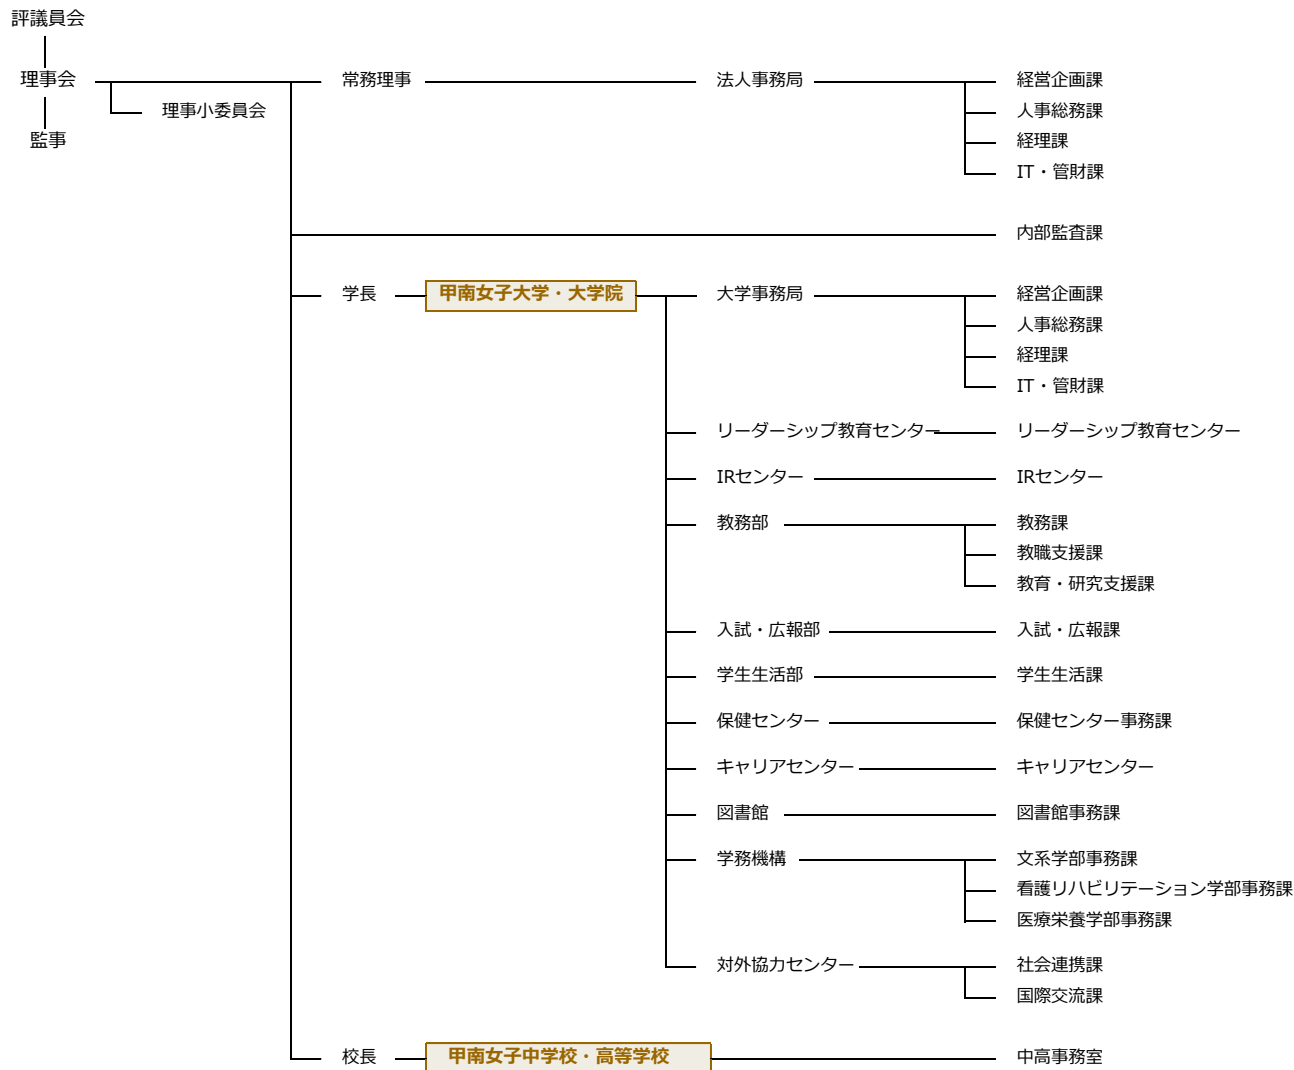 評議員会
理事会 常務理事 法人事務局 経営企画課
理事小委員会 人事総務課
監事 経理課
IT・管財課
内部監査課
学長 甲南女子大学・大学院 大学事務局 経営企画課
人事総務課
経理課
IT・管財課
リーダーシップ教育センター リーダーシップ教育センター
IRセンター IRセンター
教務部 教務課
教職支援課
教育・研究支援課
入試・広報部 入試・広報課
学生生活部 学生生活課
保健センター 保健センター事務課
キャリアセンター キャリアセンター
図書館 図書館事務課
学務機構 文系学部事務課
看護リハビリテーション学部事務課
医療栄養学部事務課
対外協力センター 社会連携課
国際交流課
校長 甲南女子中学校・高等学校 中高事務室